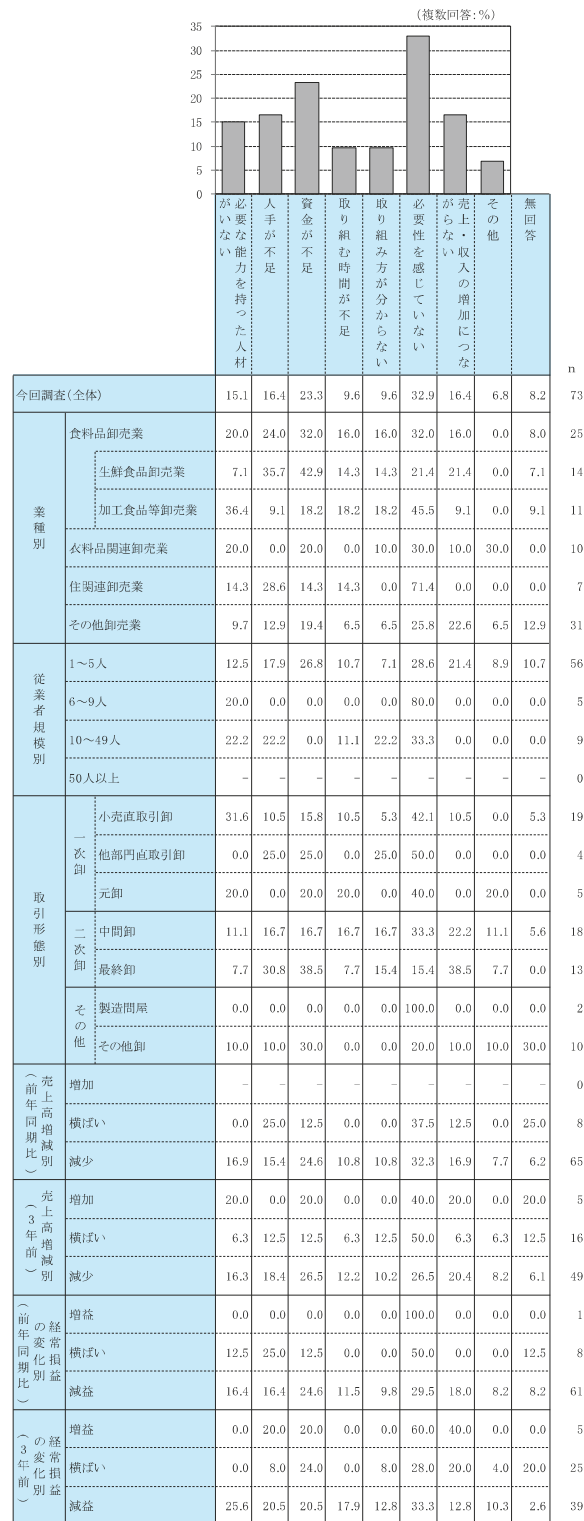 (複数回答:%)
35
30
25
20
15
10
5
0
必要な能力を持った人材がいない
人手が不足
資金が不足
取り組む時間が不足
取り組み方が分からない
必要性を感じていない
売上・収入の増加につながらない
その他
無回答
n
今回調査(全体) 15.1 16.4 23.3 9.6 9.6 32.9 16.4 6.8 8.2 73
業種別
食料品卸売業 20.0 24.0 32.0 16.0 16.0 32.0 16.0 0.0 8.0 25
生鮮食品卸売業 7.1 35.7 42.9 14.3 14.3 21.4 21.4 0.0 7.1 14
加工食品等卸売業 36.4 9.1 18.2 18.2 18.2 45.5 9.1 0.0 9.1 11
衣料品関連卸売業 20.0 0.0 20.0 0.0 10.0 30.0 10.0 30.0 0.0 10
住関連卸売業 14.3 28.6 14.3 14.3 0.0 71.4 0.0 0.0 0.0 7
その他卸売業 9.7 12.9 19.4 6.5 6.5 25.8 22.6 6.5 12.9 31
従業者規模別
1～5人 12.5 17.9 26.8 10.7 7.1 28.6 21.4 8.9 10.7 56
6～9人 20.0 0.0 0.0 0.0 0.0 80.0 0.0 0.0 0.0 5
10～49人 22.2 22.2 0.0 11.1 22.2 33.3 0.0 0.0 0.0 9
50人以上 － － － － － － － － － 0
取引形態別
一次卸
小売直取引卸 31.6 10.5 15.8 10.5 5.3 42.1 10.5 0.0 5.3 19
他部門直取引卸 0.0 25.0 25.0 0.0 25.0 50.0 0.0 0.0 0.0 4
元卸 20.0 0.0 20.0 20.0 0.0 40.0 0.0 20.0 0.0 5
二次卸
中間卸 11.1 16.7 16.7 16.7 16.7 33.3 22.2 11.1 5.6 18
最終卸 7.7 30.8 38.5 7.7 15.4 15.4 38.5 7.7 0.0 13
その他
製造問屋 0.0 0.0 0.0 0.0 0.0 100.0 0.0 0.0 0.0 2
その他卸 10.0 10.0 30.0 0.0 0.0 20.0 10.0 10.0 30.0 10
売上高増減別
(前年同期比)
増加 － － － － － － － － － 0
横ばい 0.0 25.0 12.5 0.0 0.0 37.5 12.5 0.0 25.0 8
減少 16.9 15.4 24.6 10.8 10.8 32.3 16.9 7.7 6.2 65
売上高増減別
(3年前)
増加 20.0 0.0 20.0 0.0 0.0 40.0 20.0 0.0 20.0 5
横ばい 6.3 12.5 12.5 6.3 12.5 50.0 6.3 6.3 12.5 16
減少 16.3 18.4 26.5 12.2 10.2 26.5 20.4 8.2 6.1 49
経常損益
の変化別
(前年同期比)
増益 0.0 0.0 0.0 0.0 0.0 100.0 0.0 0.0 0.0 1
横ばい 12.5 25.0 12.5 0.0 0.0 50.0 0.0 0.0 12.5 8
減益 16.4 16.4 24.6 11.5 9.8 29.5 18.0 8.2 8.2 61
経常損益
の変化別
(3年前)
増益 0.0 20.0 20.0 0.0 0.0 60.0 40.0 0.0 0.0 5
横ばい 0.0 8.0 24.0 0.0 8.0 28.0 20.0 4.0 20.0 25
減益 25.6 20.5 20.5 17.9 12.8 33.3 12.8 10.3 2.6 39